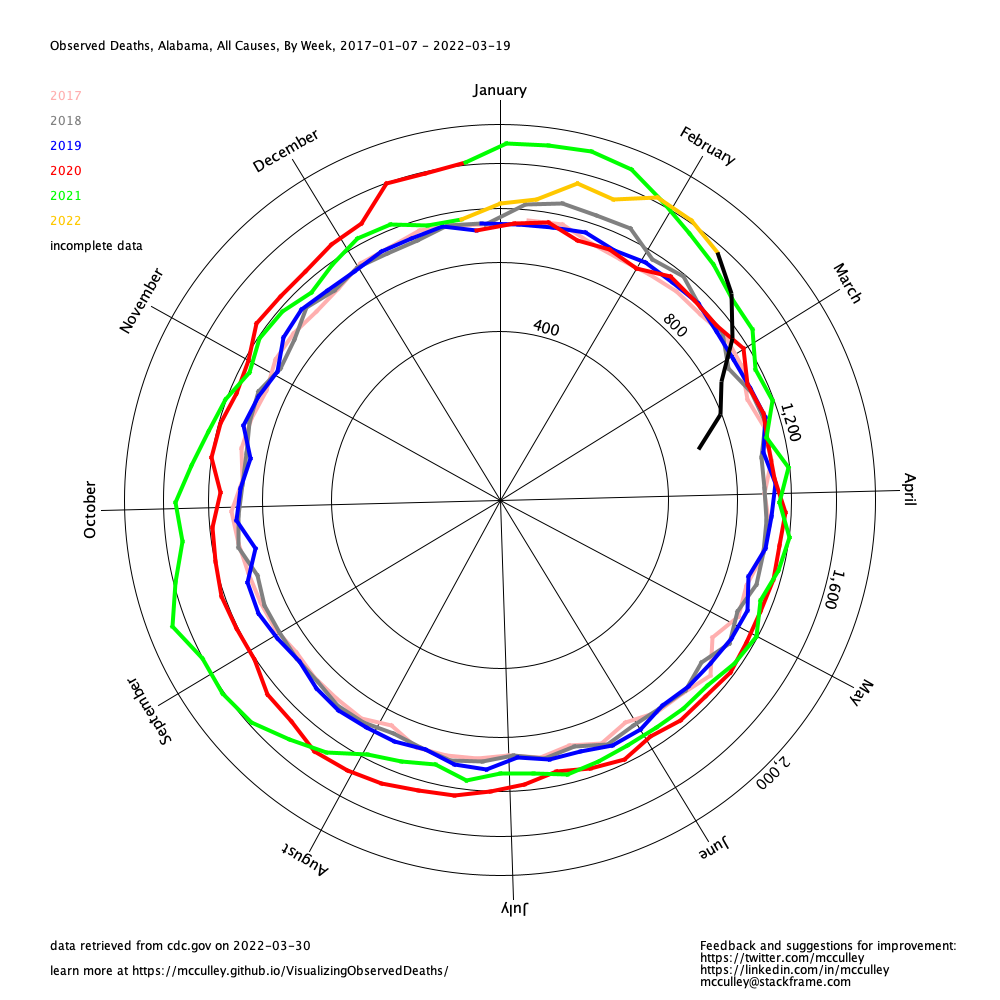 Observed Deaths, Alabama, All Causes, By Week, 2017-01-07 - 2022-03-19
2017
2018
2019
2020
2021
2022
incomplete data
January
February
March
April
May
June
July
August
September
October
November
December
400
800
1,200
1,600
2,000
data retrieved from cdc.gov on 2022-03-30
learn more at https://mcculley.github.io/VisualizingObservedDeaths/
Feedback and suggestions for improvement:
https://twitter.com/mcculley
https://linkedin.com/in/mcculley
mcculley@stackframe.com